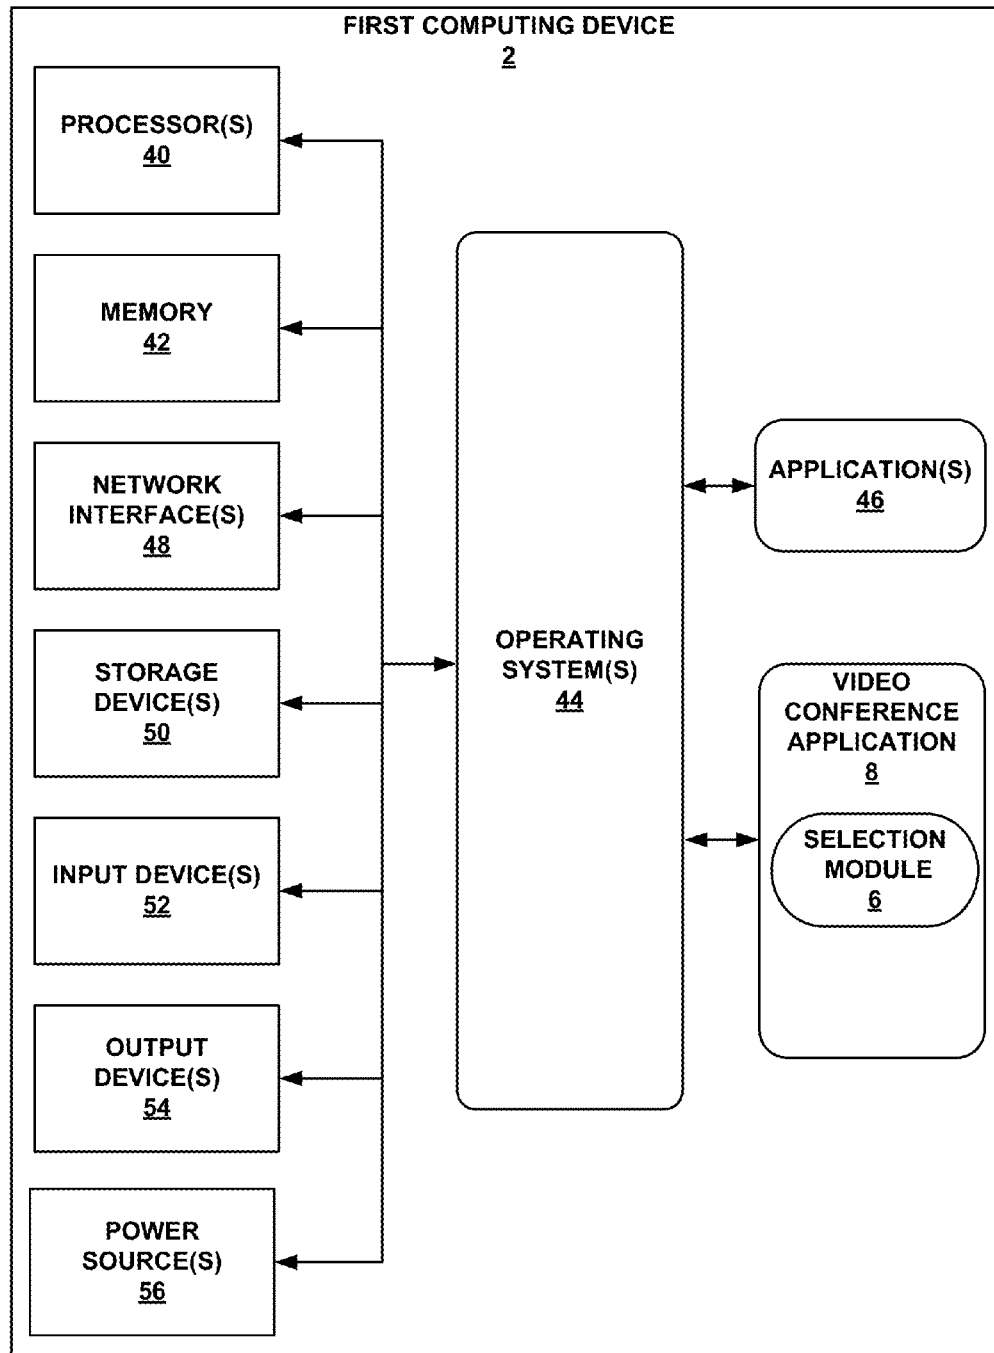 FIRST COMPUTING DEVICE
2
PROCESSOR(S)
40
MEMORY
42
NETWORK
INTERFACE(S)
48
STORAGE
DEVICE(S)
50
INPUT DEVICE(S)
52
OUTPUT
DEVICE(S)
54
POWER
SOURCE(S)
56
OPERATING
SYSTEM(S)
44
APPLICATION(S)
46
VIDEO
CONFERENCE
APPLICATION
8
SELECTION
MODULE
6